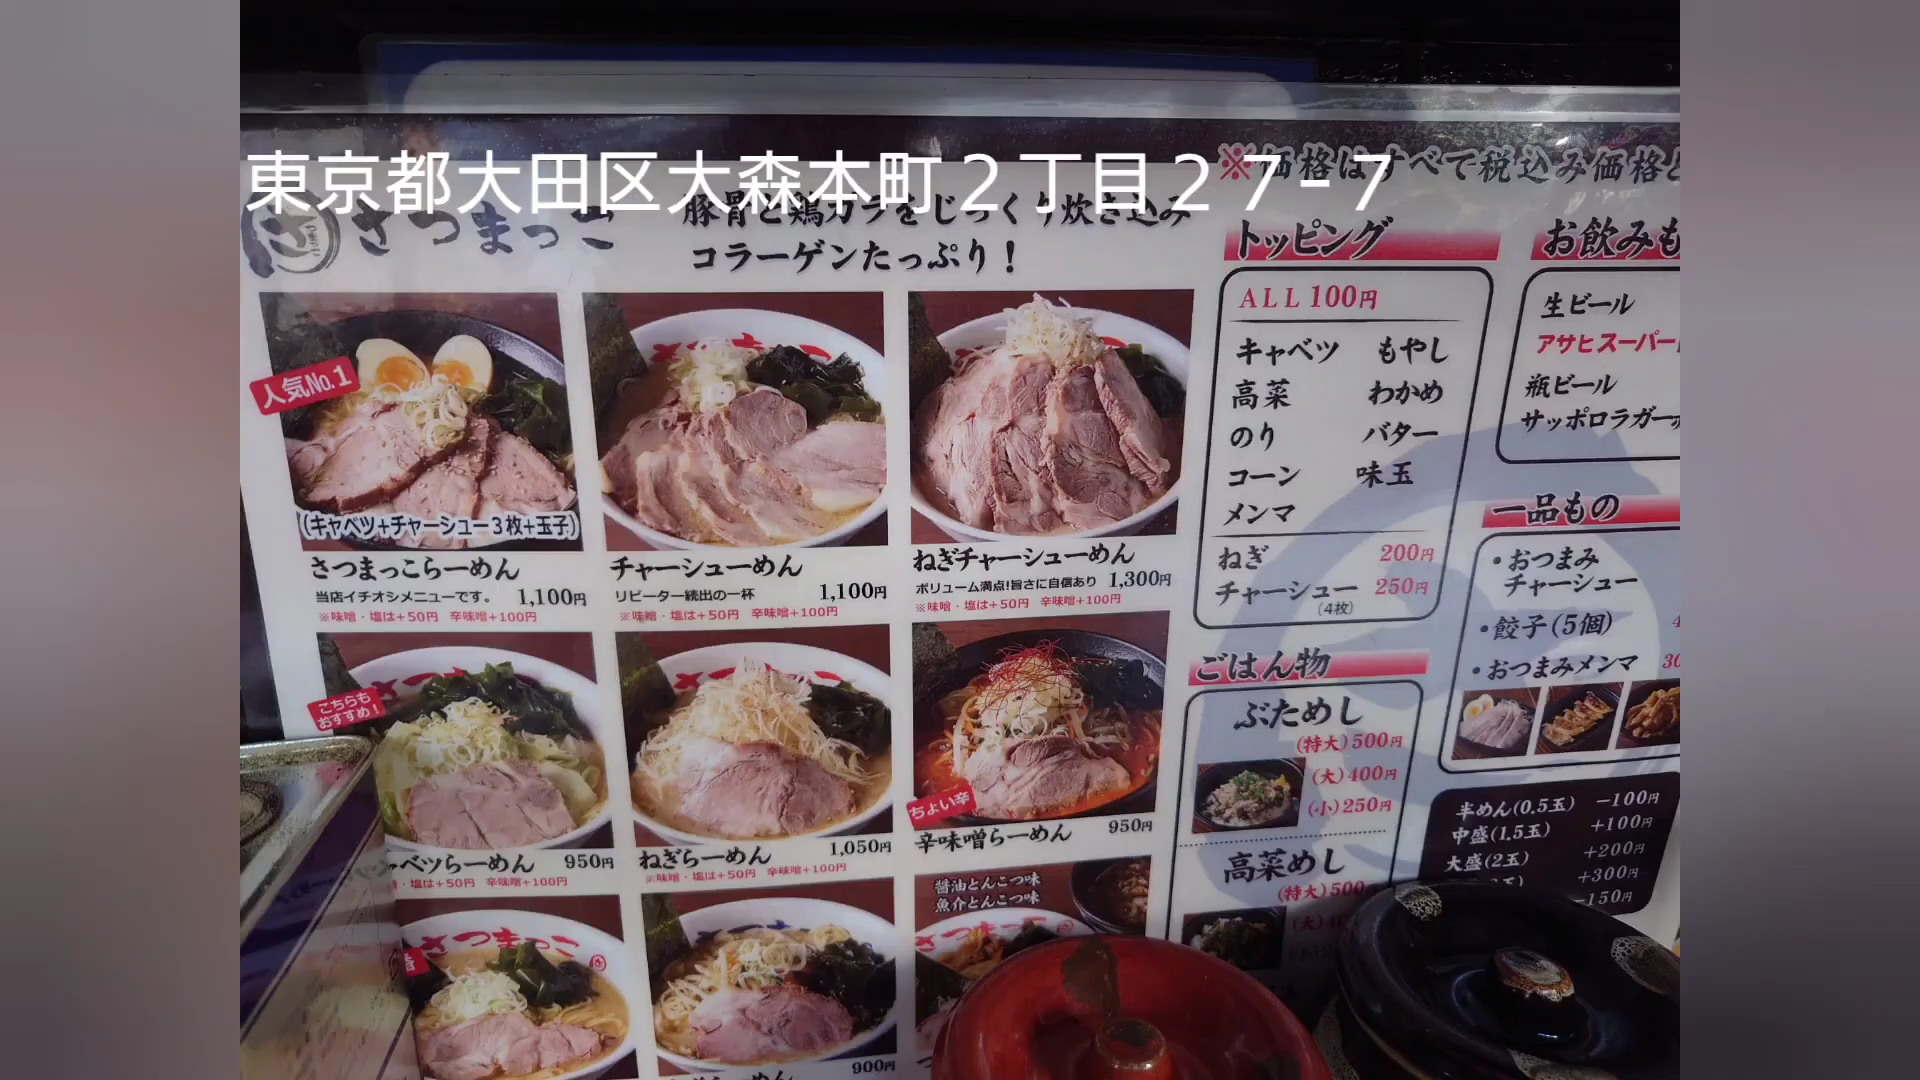 東京都大田区大森本町２丁目２７−７
※価格はすべて税込み価格と
さつまっこ
豚骨と鶏ガラをじっくり炊き込み
コラーゲンたっぷり！
人気No.1
(キャベツ+チャーシュー3枚+玉子)
さつまっこらーめん
当店イチオシメニューです。 1,100円
※味噌・塩は+50円 辛味噌+100円
チャーシューめん
リピーター続出の一杯 1,100円
※味噌・塩は+50円 辛味噌+100円
ねぎチャーシューめん
ボリューム満点!旨さに自信あり 1,300円
※味噌・塩は+50円 辛味噌+100円
こちらも
おすすめ！
ャベツらーめん 950円
・塩は+50円 辛味噌+100円
ねぎらーめん 1,050円
※味噌・塩は+50円 辛味噌+100円
ちょい辛
辛味噌らーめん 950円
さつまっこ
醤油とんこつ味
魚介とんこつ味
900円
トッピング
ALL 100円
キャベツ もやし
高菜 わかめ
のり バター
コーン 味玉
メンマ
ねぎ 200円
チャーシュー 250円
(4枚)
ごはん物
ぶためし
(特大)500円
(大)400円
(小)250円
高菜めし
(特大)500
お飲みも
生ビール
アサヒスーパー
瓶ビール
サッポロラガー
一品もの
・おつまみ
チャーシュー
・餃子(5個)
・おつまみメンマ 30
半めん(0.5玉) −100円
中盛(1.5玉) +100円
大盛(2玉) +200円
+300円
−150円